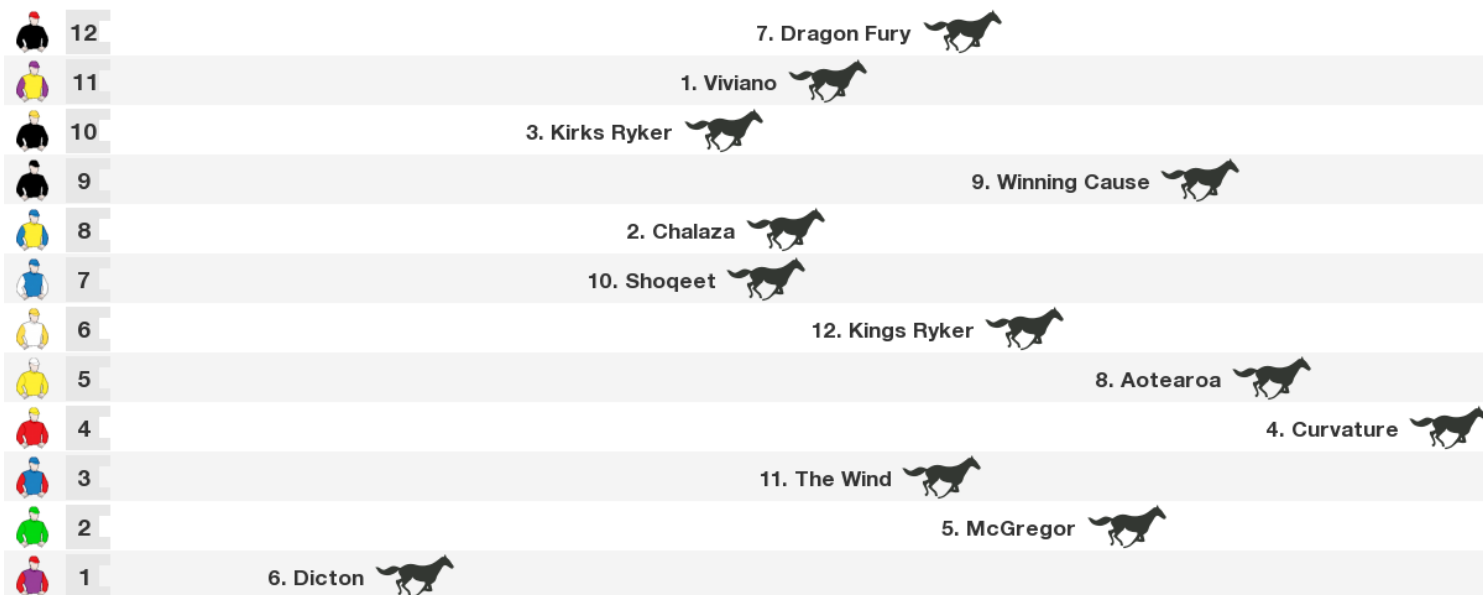 12 7. Dragon Fury
11 1. Viviano
10 3. Kirks Ryker
9 9. Winning Cause
8 2. Chalaza
7 10. Shoqeet
6 12. Kings Ryker
5 8. Aotearoa
4 4. Curvature
3 11. The Wind
2 5. McGregor
1 6. Dicton